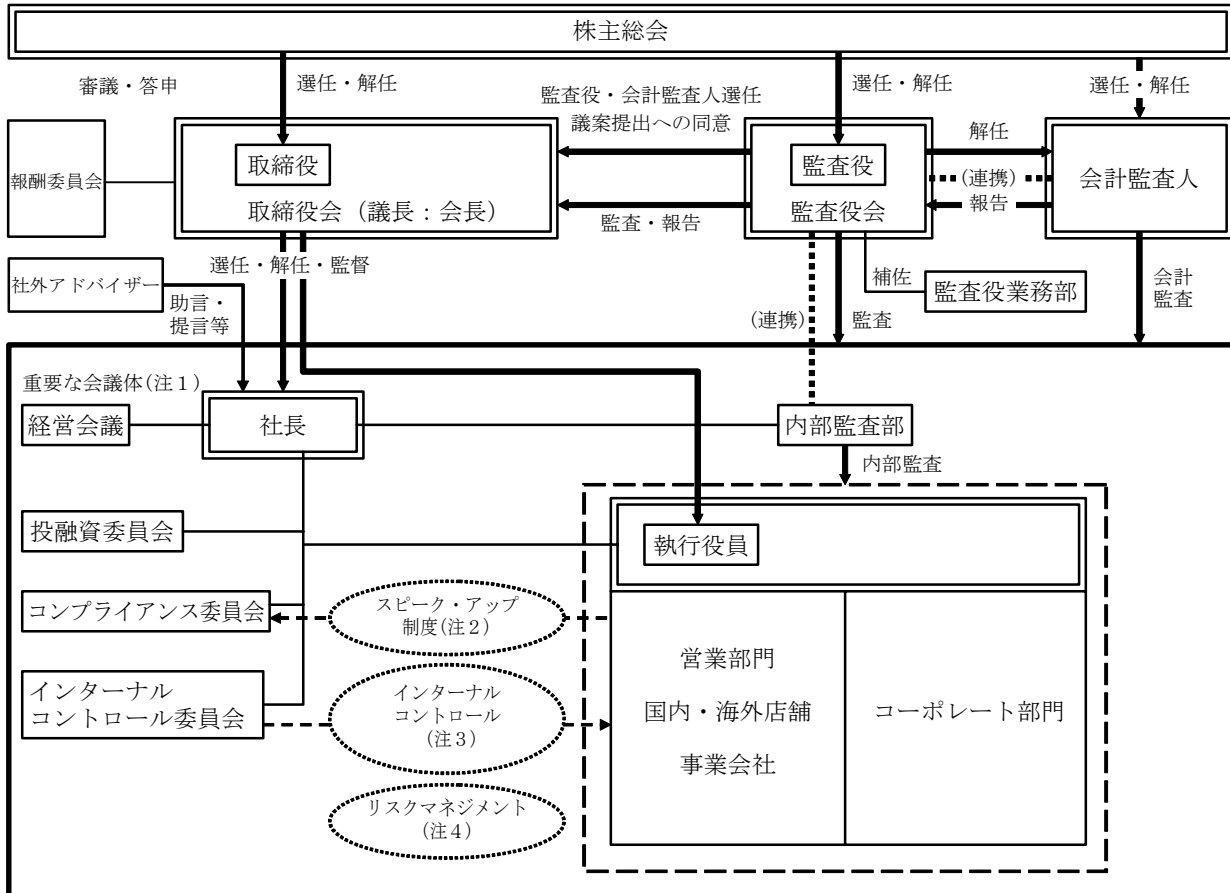 株主総会
審議・答申
選任・解任
監査役・会計監査人選任
議案提出への同意
選任・解任
選任・解任
報酬委員会
取締役
取締役会（議長：会長）
監査・報告
監査役
監査役会
解任
(連携)
報告
会計監査人
選任・解任・監督
社外アドバイザー
助言・
提言等
補佐
監査役業務部
(連携)
監査
会計
監査
重要な会議体(注１)
経営会議
社長
内部監査部
内部監査
投融資委員会
執行役員
コンプライアンス委員会
スピーク・アップ
制度(注２)
インターナル
コントロール委員会
インターナル
コントロール
(注３)
リスクマネジメント
(注４)
営業部門
国内・海外店舗
事業会社
コーポレート部門